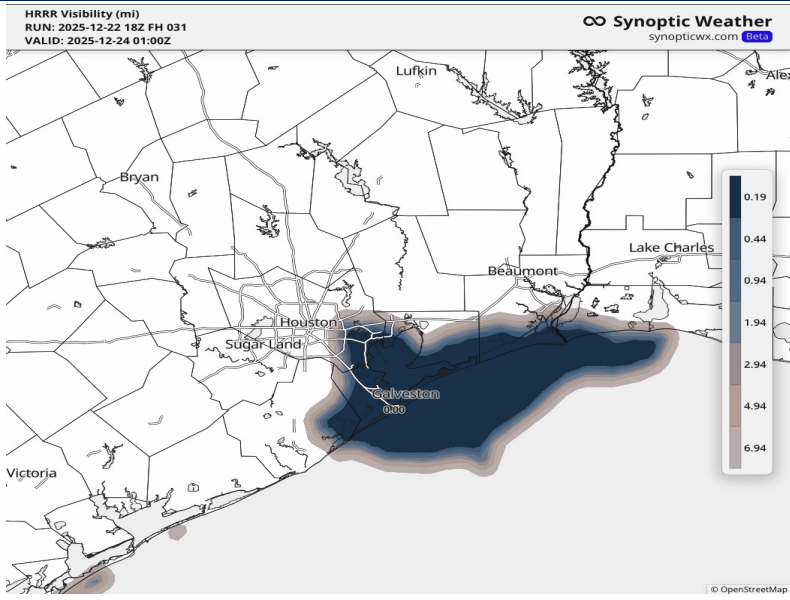 HRRR Visibility (mi)
RUN: 2025-12-22 18Z FH 031
VALID: 2025-12-24 01:00Z
Synoptic Weather
synopticwx.com Beta
Lufkin
Alex
Bryan
0.19
0.44
Lake Charles
Beaumont
0.94
Houston
1.94
Sugar Land
2.94
Galveston
0.00
4.94
6.94
Victoria
© OpenStreetMap